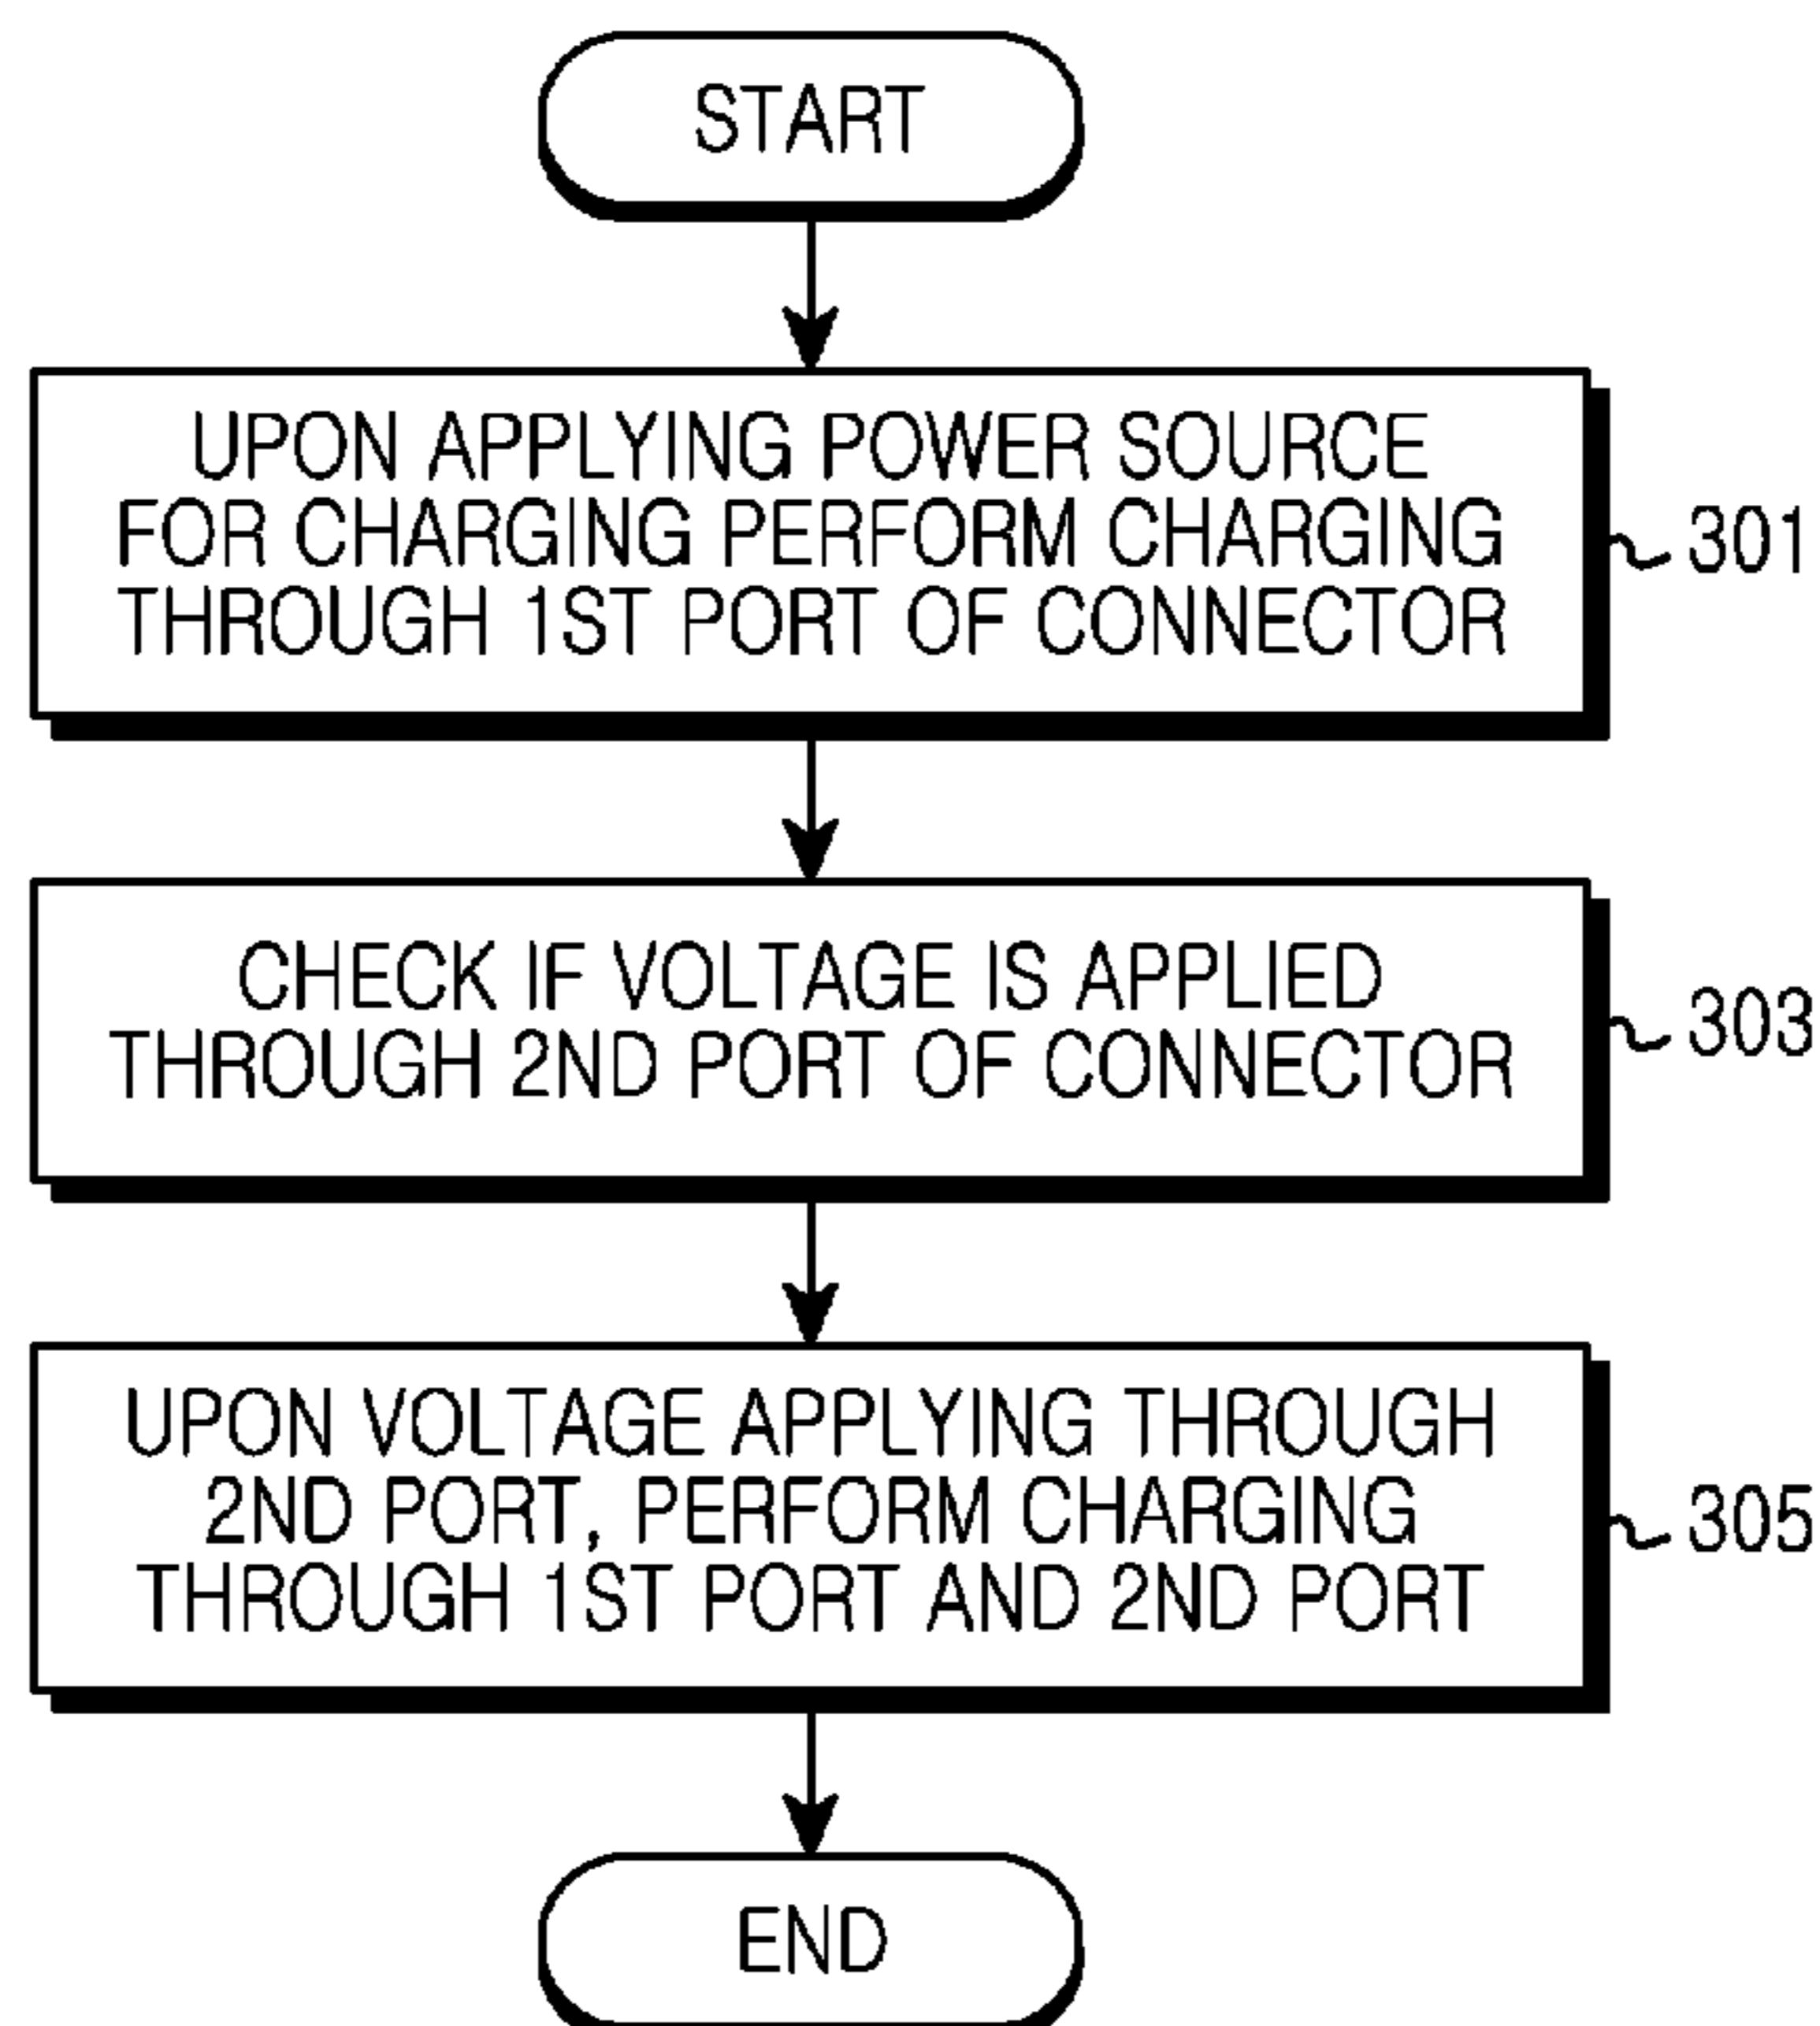 START
UPON APPLYING POWER SOURCE
FOR CHARGING PERFORM CHARGING
THROUGH 1ST PORT OF CONNECTOR
301
CHECK IF VOLTAGE IS APPLIED
THROUGH 2ND PORT OF CONNECTOR
303
UPON VOLTAGE APPLYING THROUGH
2ND PORT, PERFORM CHARGING
THROUGH 1ST PORT AND 2ND PORT
305
END